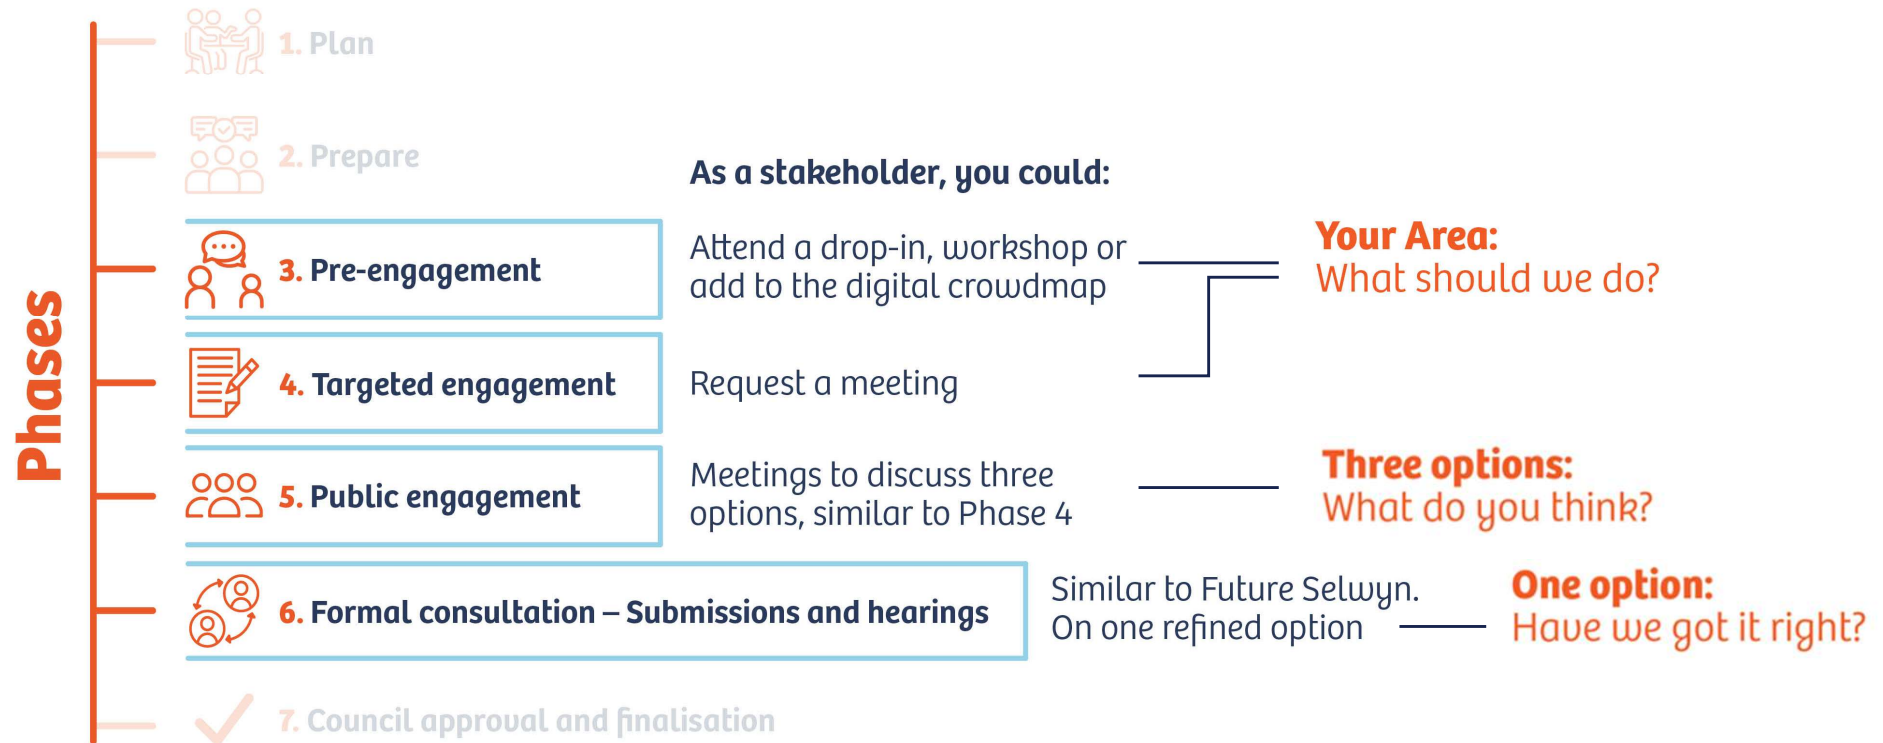 Phases
1. Plan
2. Prepare
As a stakeholder, you could:
3. Pre-engagement
Attend a drop-in, workshop or
add to the digital crowdmap
Your Area:
What should we do?
4. Targeted engagement
Request a meeting
5. Public engagement
Meetings to discuss three
options, similar to Phase 4
Three options:
What do you think?
6. Formal consultation – Submissions and hearings
Similar to Future Selwyn.
On one refined option
One option:
Have we got it right?
7. Council approval and finalisation